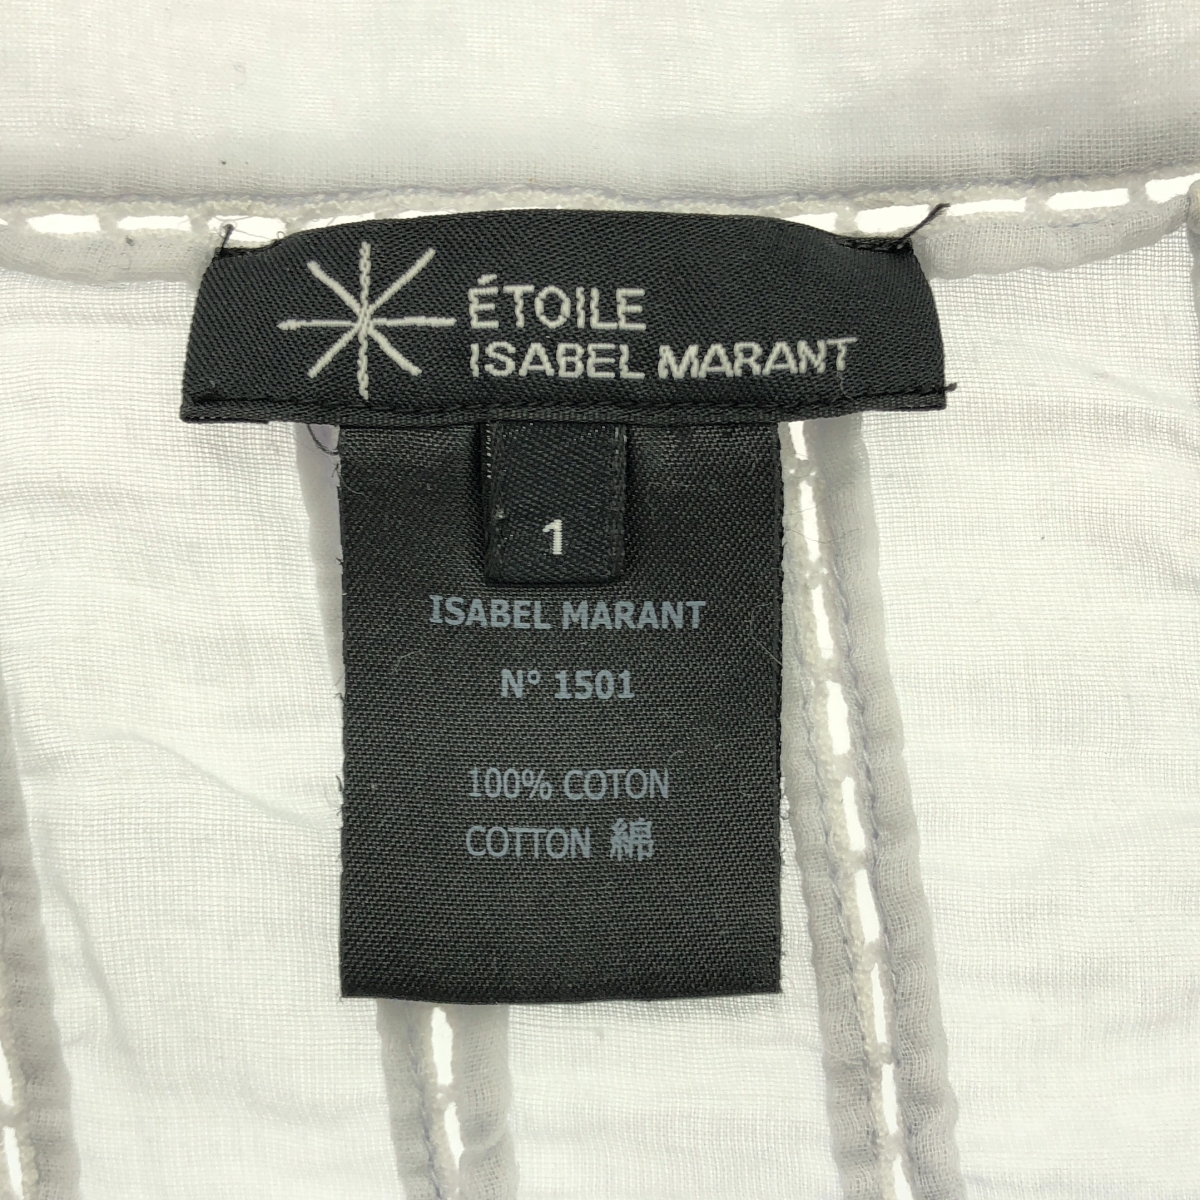 ÉTOILE
ISABEL MARANT
1
ISABEL MARANT
N° 1501
100% COTON
COTTON 綿